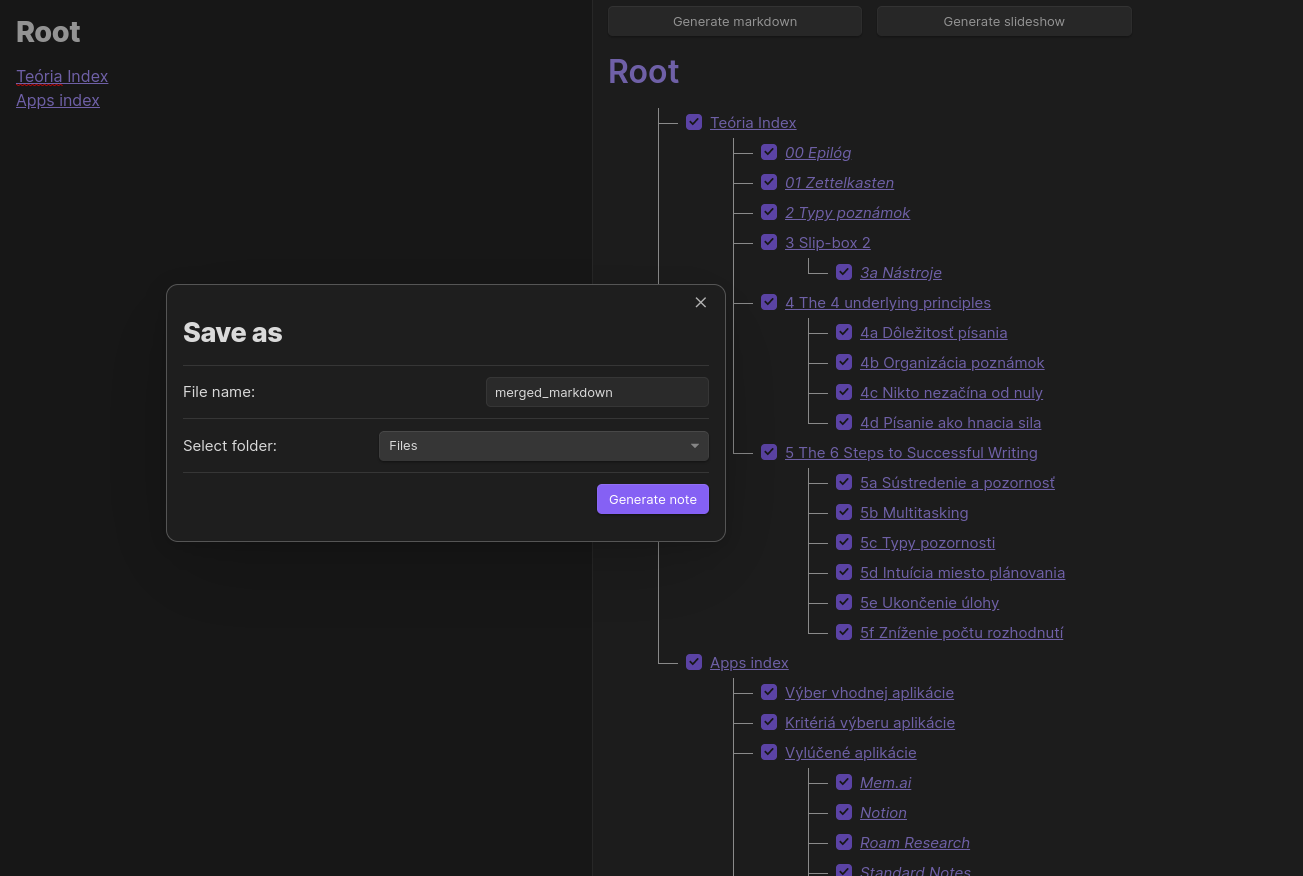 Root
Teória Index
Apps index
Generate markdown
Generate slideshow
Root
Teória Index
00 Epilóg
01 Zettelkasten
2 Typy poznámok
3 Slip-box 2
3a Nástroje
4 The 4 underlying principles
4a Dôležitosť písania
4b Organizácia poznámok
4c Nikto nezačína od nuly
4d Písanie ako hnacia sila
5 The 6 Steps to Successful Writing
5a Sústredenie a pozornosť
5b Multitasking
5c Typy pozornosti
5d Intuícia miesto plánovania
5e Ukončenie úlohy
5f Zníženie počtu rozhodnutí
Apps index
Výber vhodnej aplikácie
Kritériá výberu aplikácie
Vylúčené aplikácie
Mem.ai
Notion
Roam Research
Standard Notes
Save as
File name:
merged_markdown
Select folder:
Files
Generate note